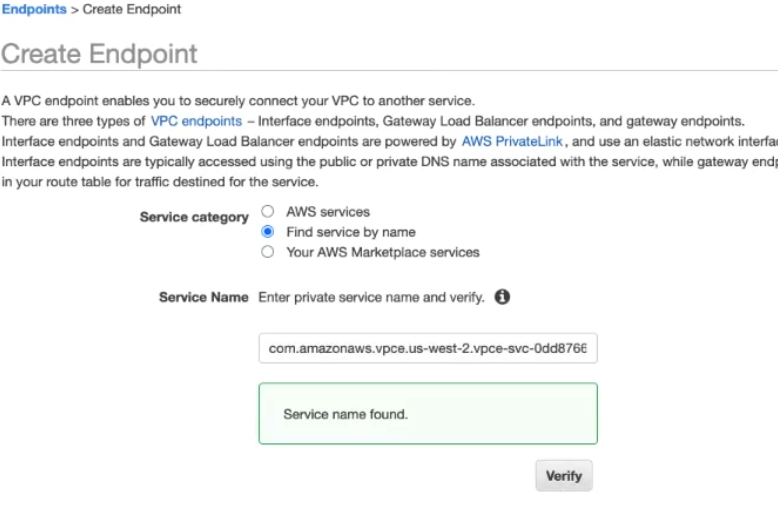 Endpoints > Create Endpoint
Create Endpoint
A VPC endpoint enables you to securely connect your VPC to another service.
There are three types of VPC endpoints – Interface endpoints, Gateway Load Balancer endpoints, and gateway endpoints.
Interface endpoints and Gateway Load Balancer endpoints are powered by AWS PrivateLink, and use an elastic network
Interface endpoints are typically accessed using the public or private DNS name associated with the service, while gateway
in your route table for traffic destined for the service.
Service category
AWS services
Find service by name
Your AWS Marketplace services
Service Name Enter private service name and verify.
com.amazonaws.vpce.us-west-2.vpce-svc-0dd8766
Service name found.
Verify